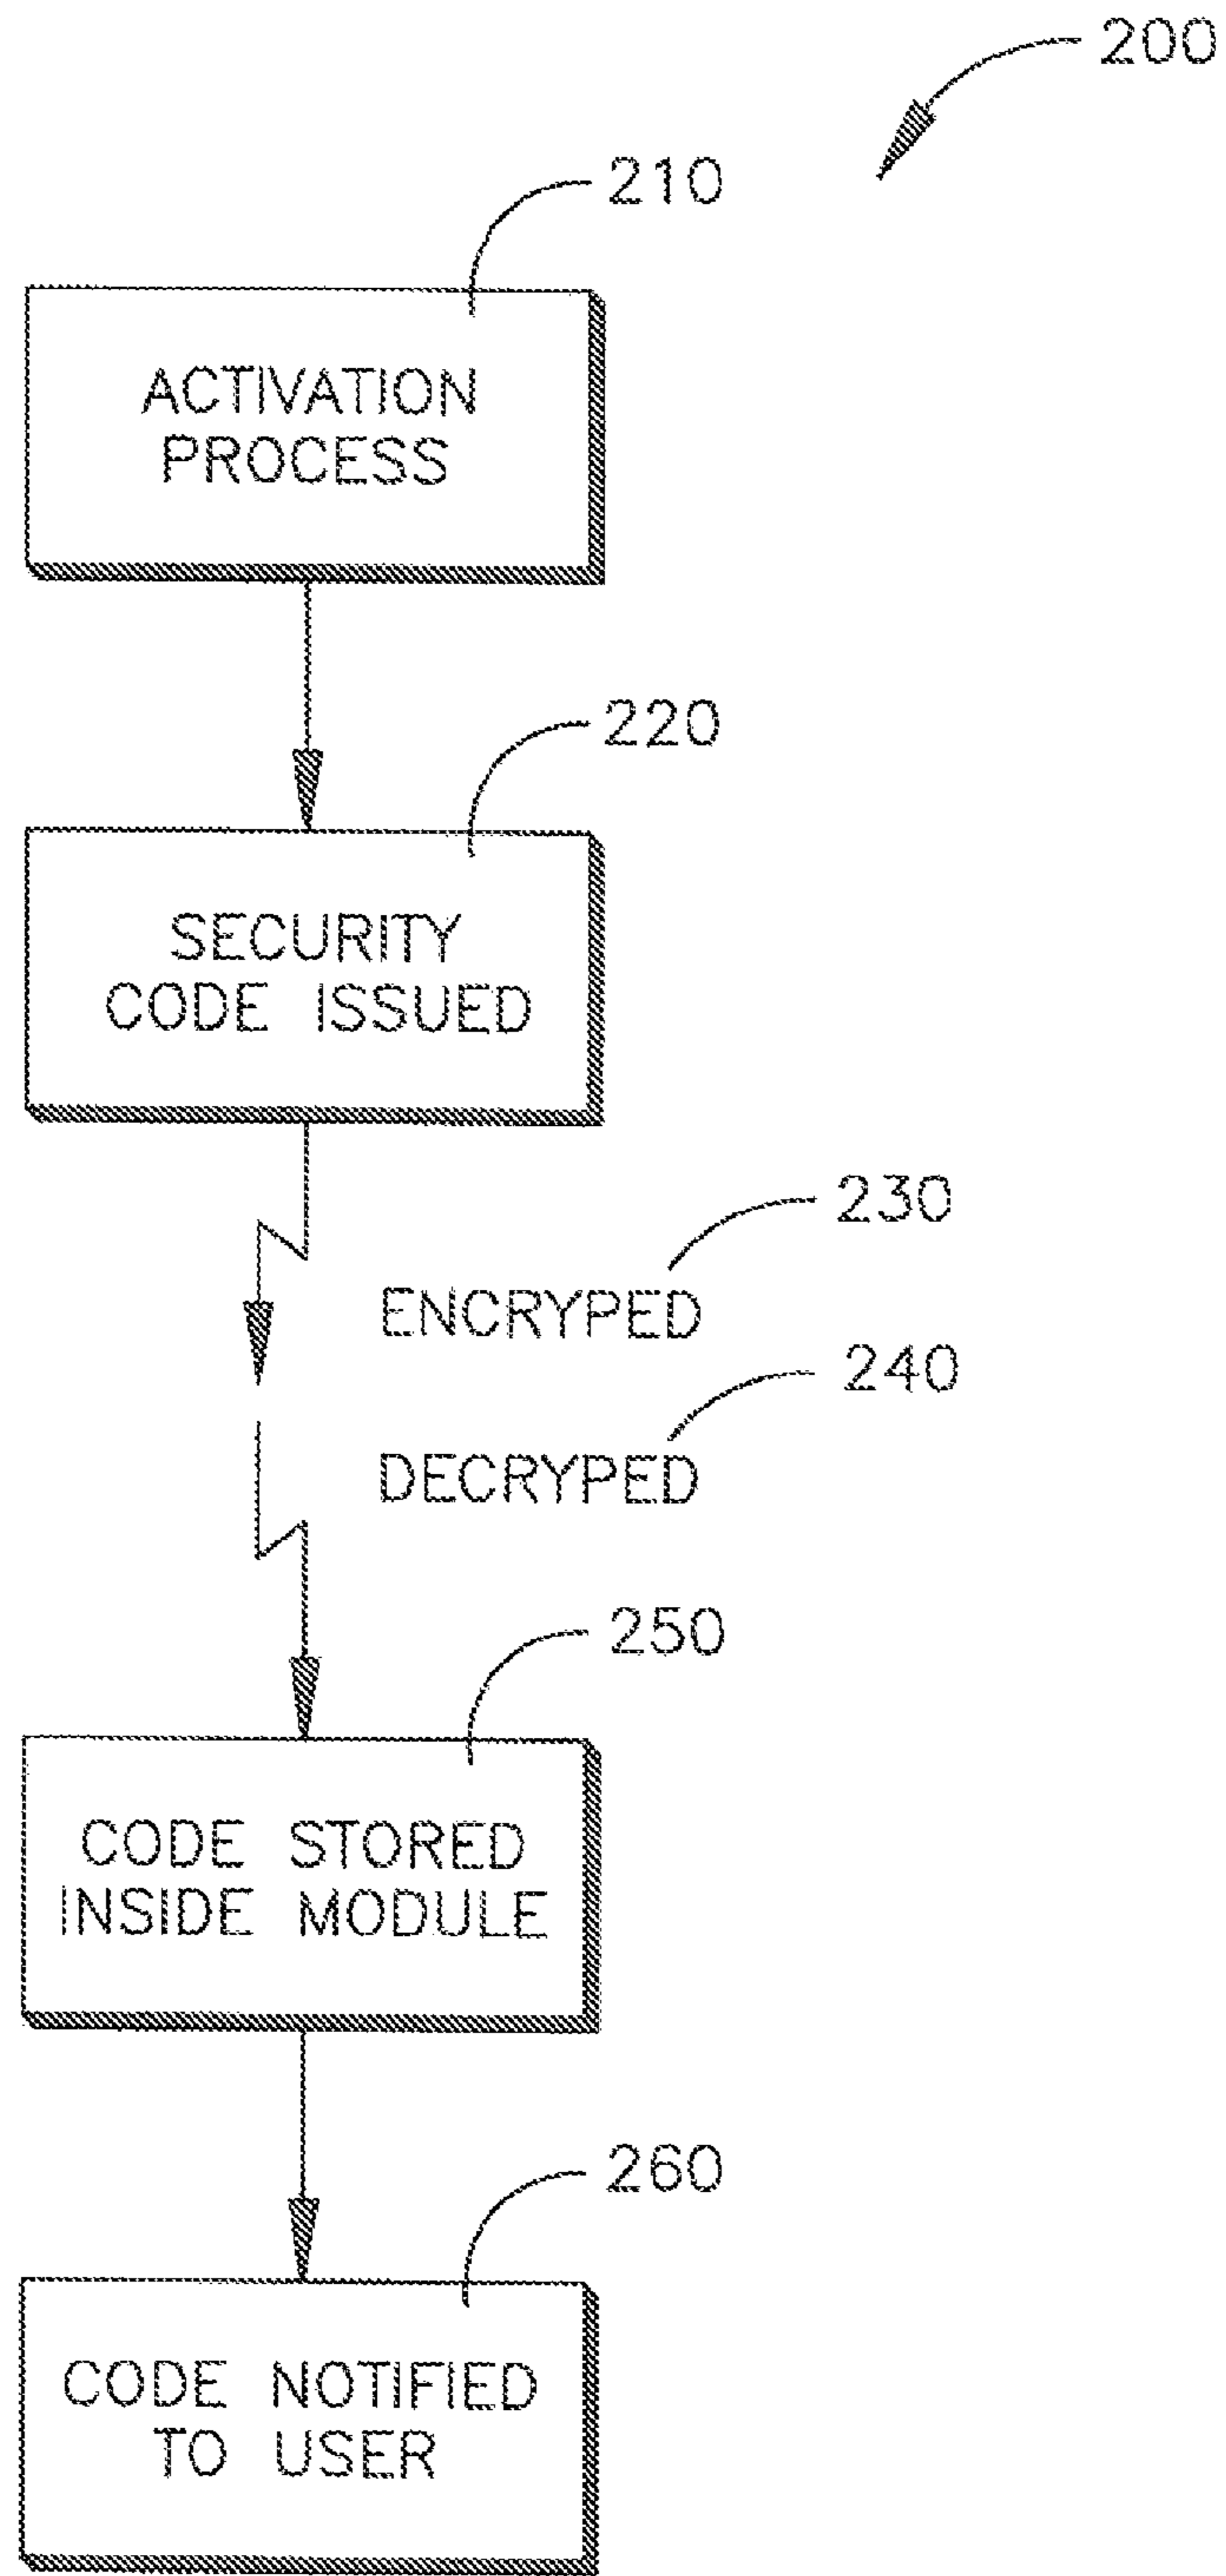 200
210
ACTIVATION
PROCESS
220
SECURITY
CODE ISSUED
230
ENCRYPED
240
DECRYPED
250
CODE STORED
INSIDE MODULE
260
CODE NOTIFIED
TO USER